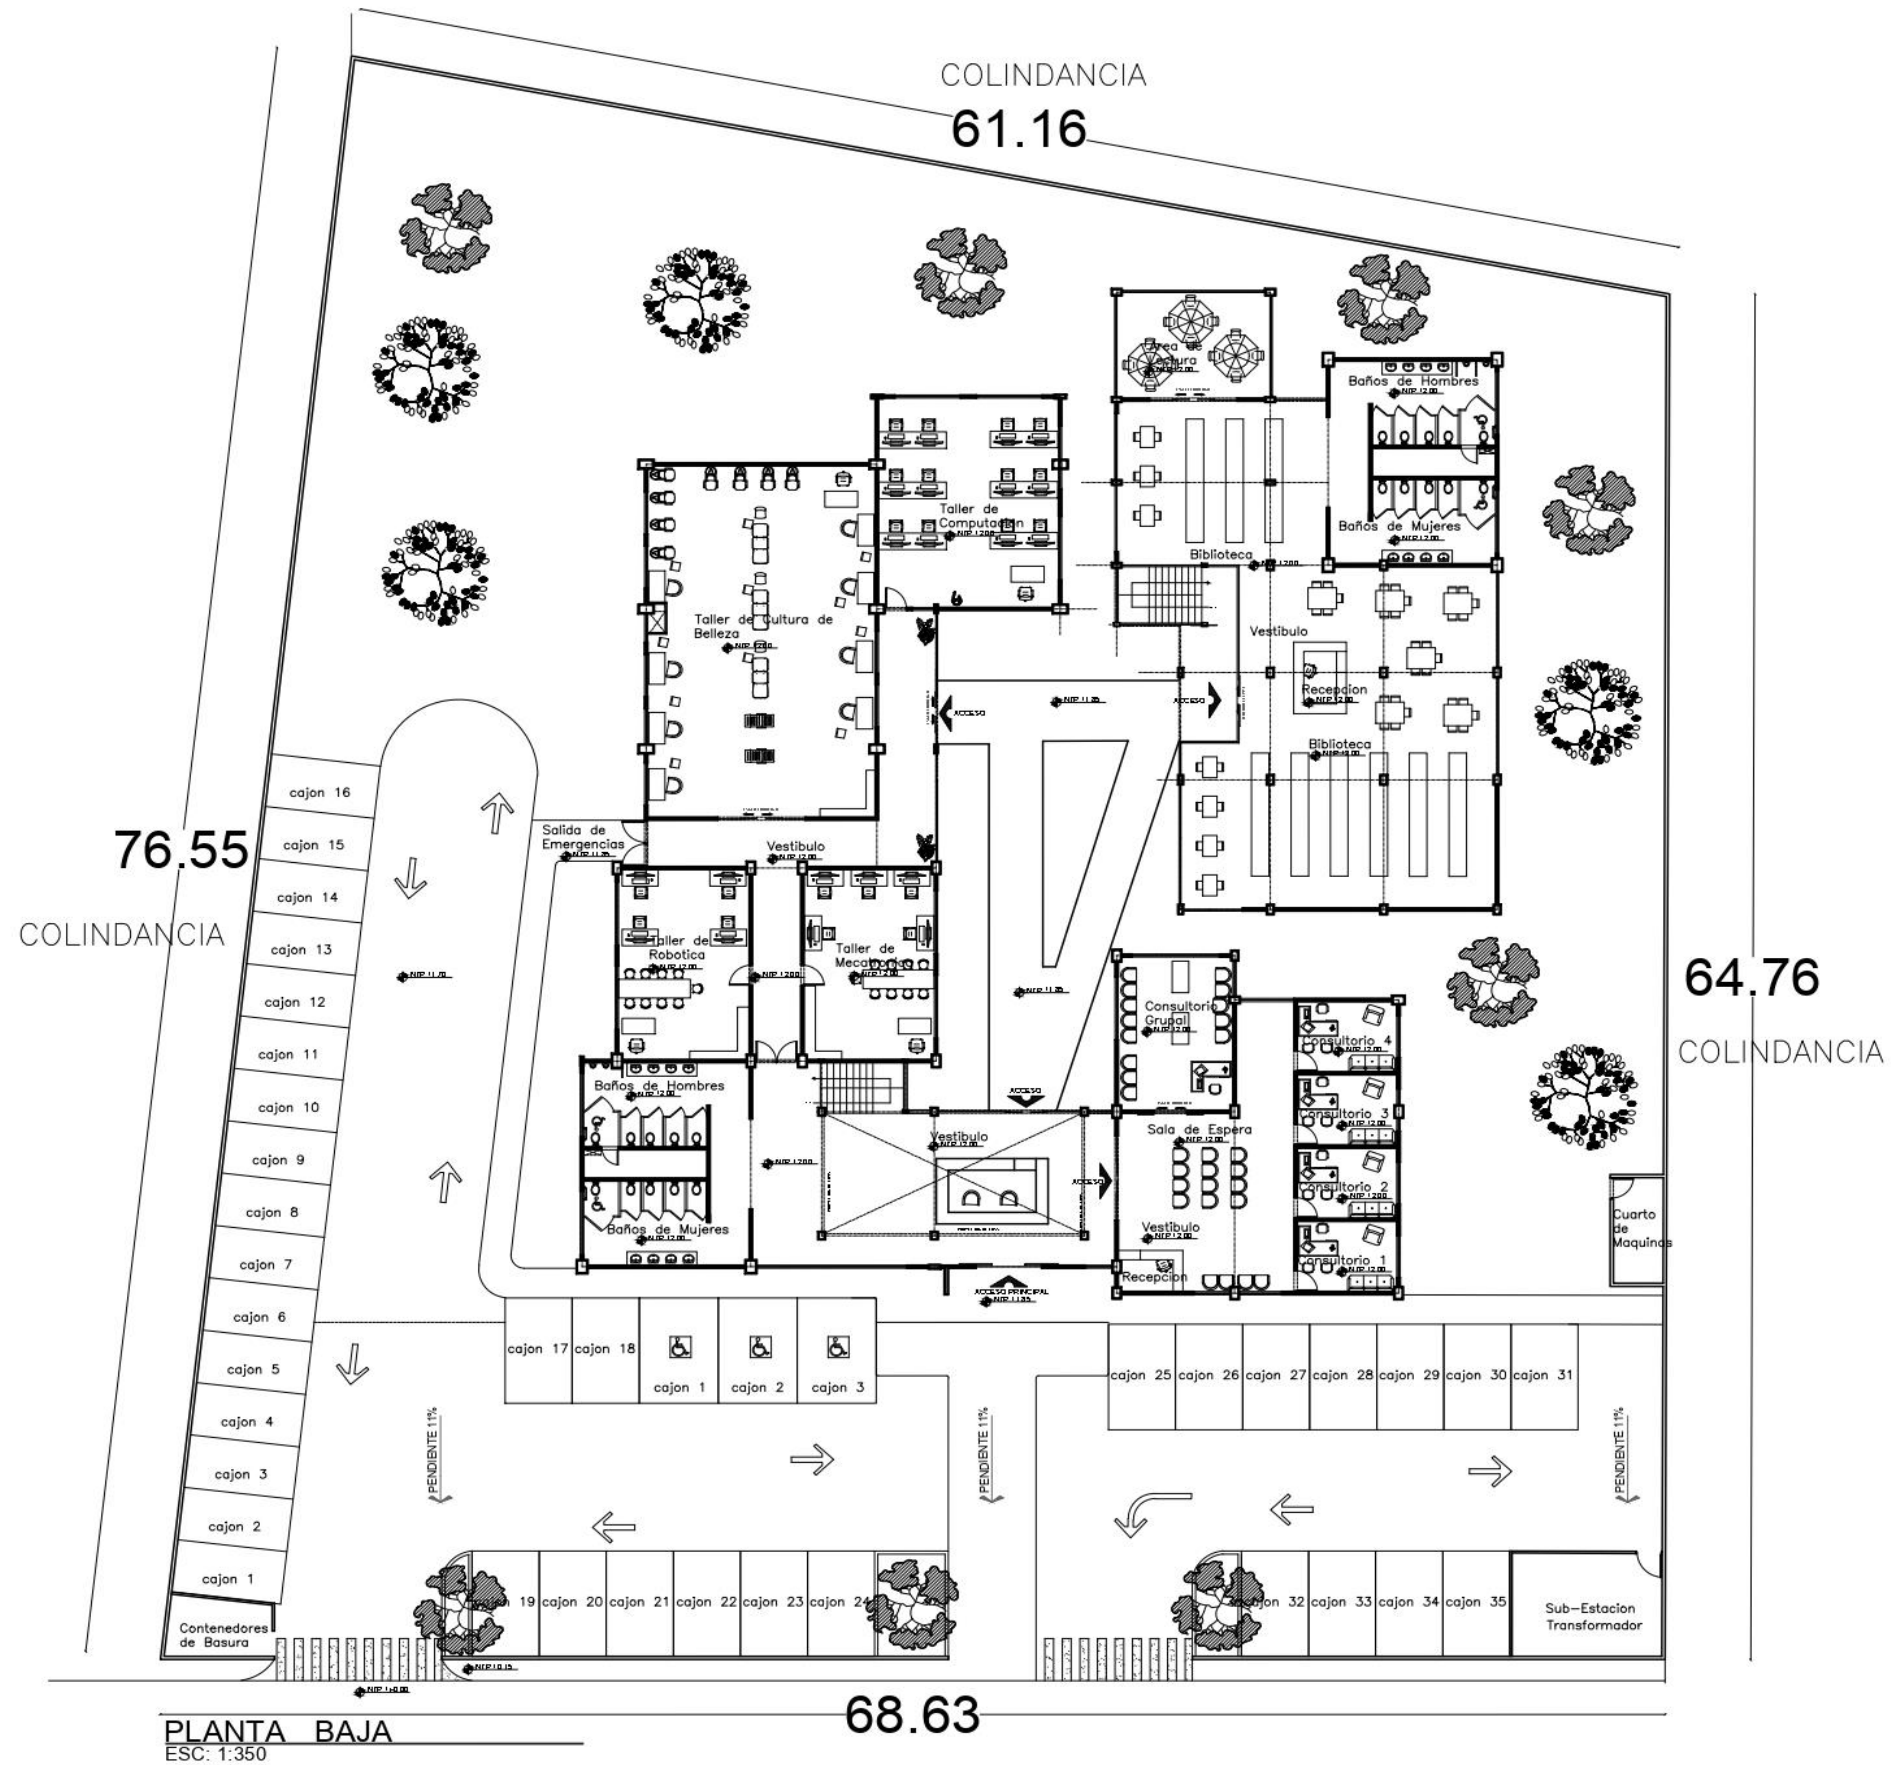 COLINDANCIA
61.16
Area de
Lectura
Baños de Hombres
Taller de
Computacion
Baños de Mujeres
Biblioteca
Taller de Cultura de
Belleza
Vestibulo
Recepcion
ACCESO
ACCESO
Biblioteca
cajon 16
cajon 15
76.55
Salida de
Emergencias
Vestibulo
cajon 14
COLINDANCIA
cajon 13
Taller de
Robotica
Taller de
Mecatronica
64.76
cajon 12
Consultorio
Grupal
COLINDANCIA
cajon 11
Consultorio 4
cajon 10
Baños de Hombres
ACCESO
Consultorio 3
cajon 9
Vestibulo
Sala de Espera
cajon 8
ACCESO
Consultorio 2
Cuarto
de
Maquinas
Baños de Mujeres
Vestibulo
cajon 7
Recepcion
Consultorio 1
ACCESO PRINCIPAL
cajon 6
cajon 5
cajon 17
cajon 18
cajon 1
cajon 2
cajon 3
cajon 25
cajon 26
cajon 27
cajon 28
cajon 29
cajon 30
cajon 31
cajon 4
PENDIENTE 11%
PENDIENTE 11%
PENDIENTE 11%
cajon 3
cajon 2
cajon 1
19
cajon 20
cajon 21
cajon 22
cajon 23
cajon 24
cajon 32
cajon 33
cajon 34
cajon 35
Sub-Estacion
Transformador
Contenedores
de Basura
68.63
PLANTA BAJA
ESC: 1:350